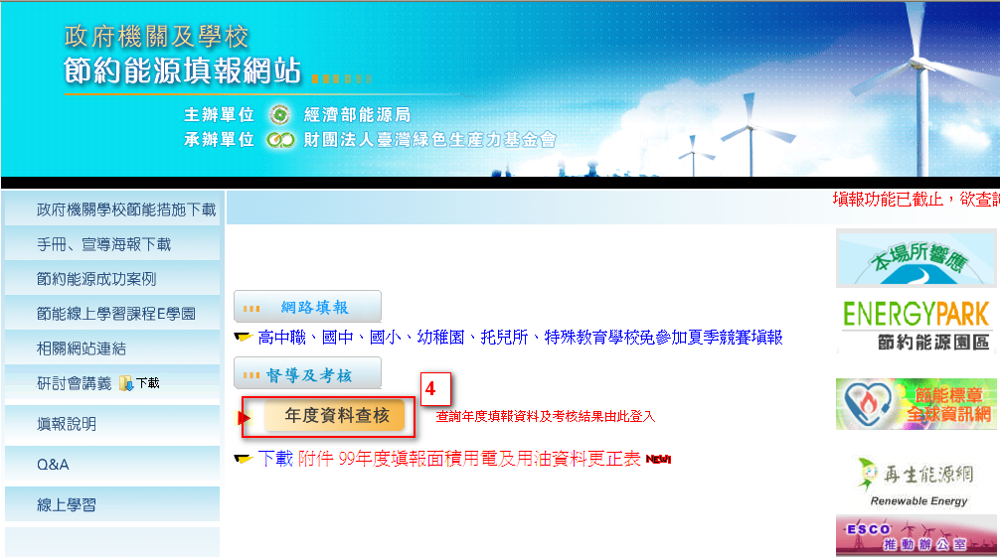 政府機關及學校
節約能源填報網站
主辦單位 經濟部能源局
承辦單位 財團法人臺灣綠色生產力基金會
填報功能已截止，欲查詢
政府機關學校節能措施下載
手冊、宣導海報下載
節約能源成功案例
節能線上學習課程E學園
相關網站連結
研討會講義 下載
填報說明
Q&A
線上學習
網路填報
高中職、國中、國小、幼稚園、托兒所、特殊教育學校免參加夏季競賽填報
督導及考核
4
年度資料查核
查詢年度填報資料及考核結果由此登入
下載 附件 99年度填報面積用電及用油資料更正表 NEW!
本場所響應
ENERGYPARK
節約能源園區
節能標章
全球資訊網
再生能源網
Renewable Energy
ESCO
推動辦公室